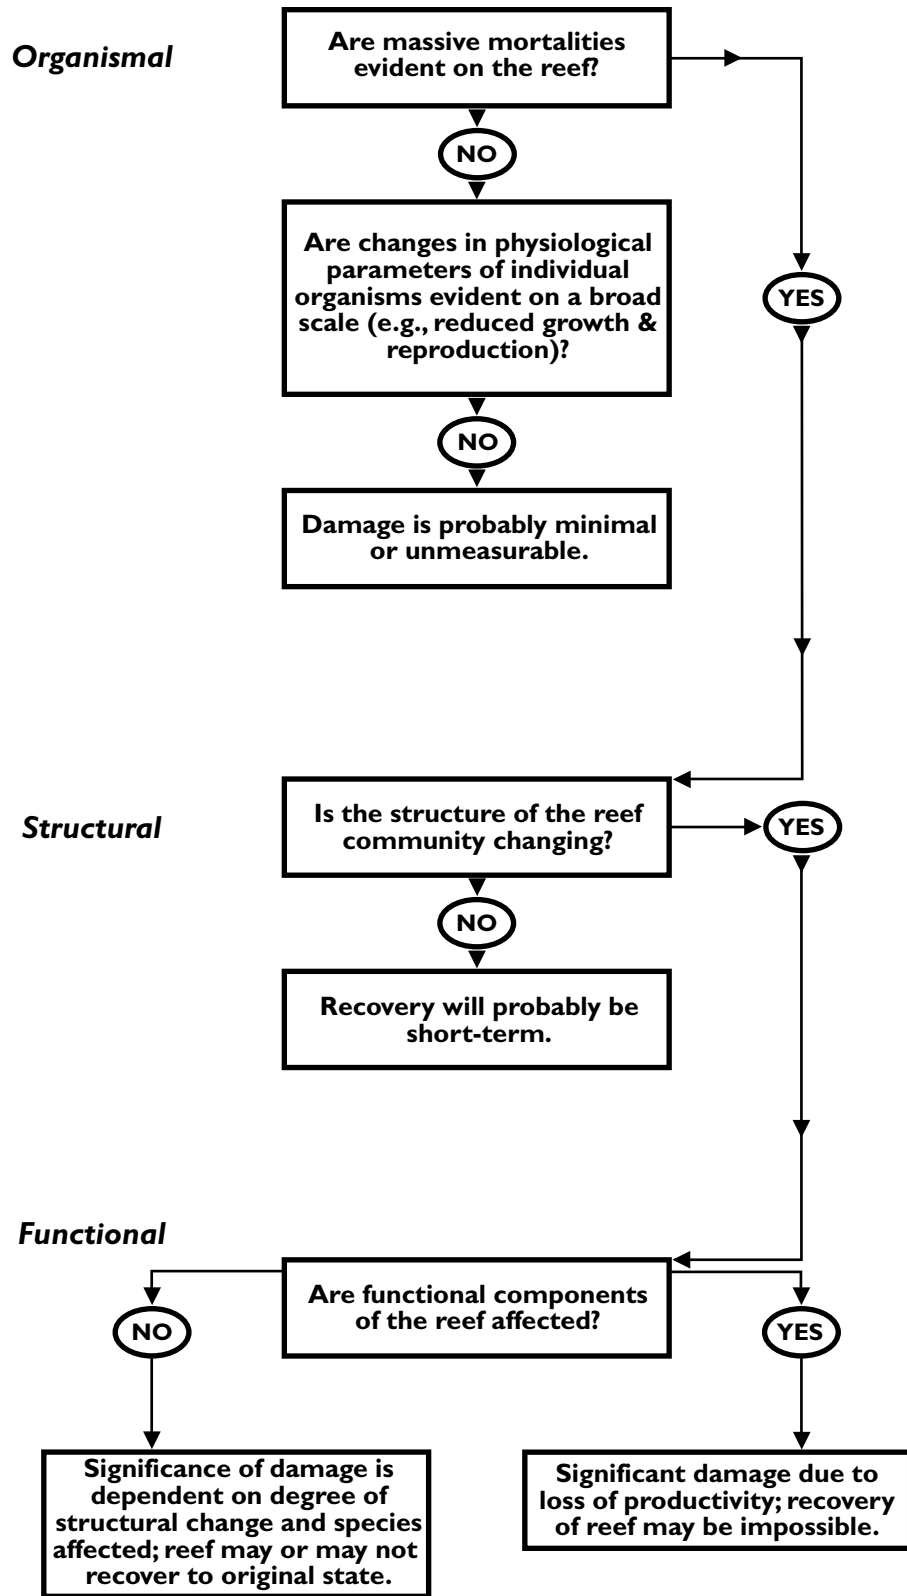 Organismal
Are massive mortalities
evident on the reef?
NO
Are changes in physiological
parameters of individual
organisms evident on a broad
scale (e.g., reduced growth &
reproduction)?
YES
NO
Damage is probably minimal
or unmeasurable.
Structural
Is the structure of the reef
community changing?
YES
NO
Recovery will probably be
short-term.
Functional
Are functional components
of the reef affected?
NO
YES
Significance of damage is
dependent on degree of
structural change and species
affected; reef may or may not
recover to original state.
Significant damage due to
loss of productivity; recovery
of reef may be impossible.